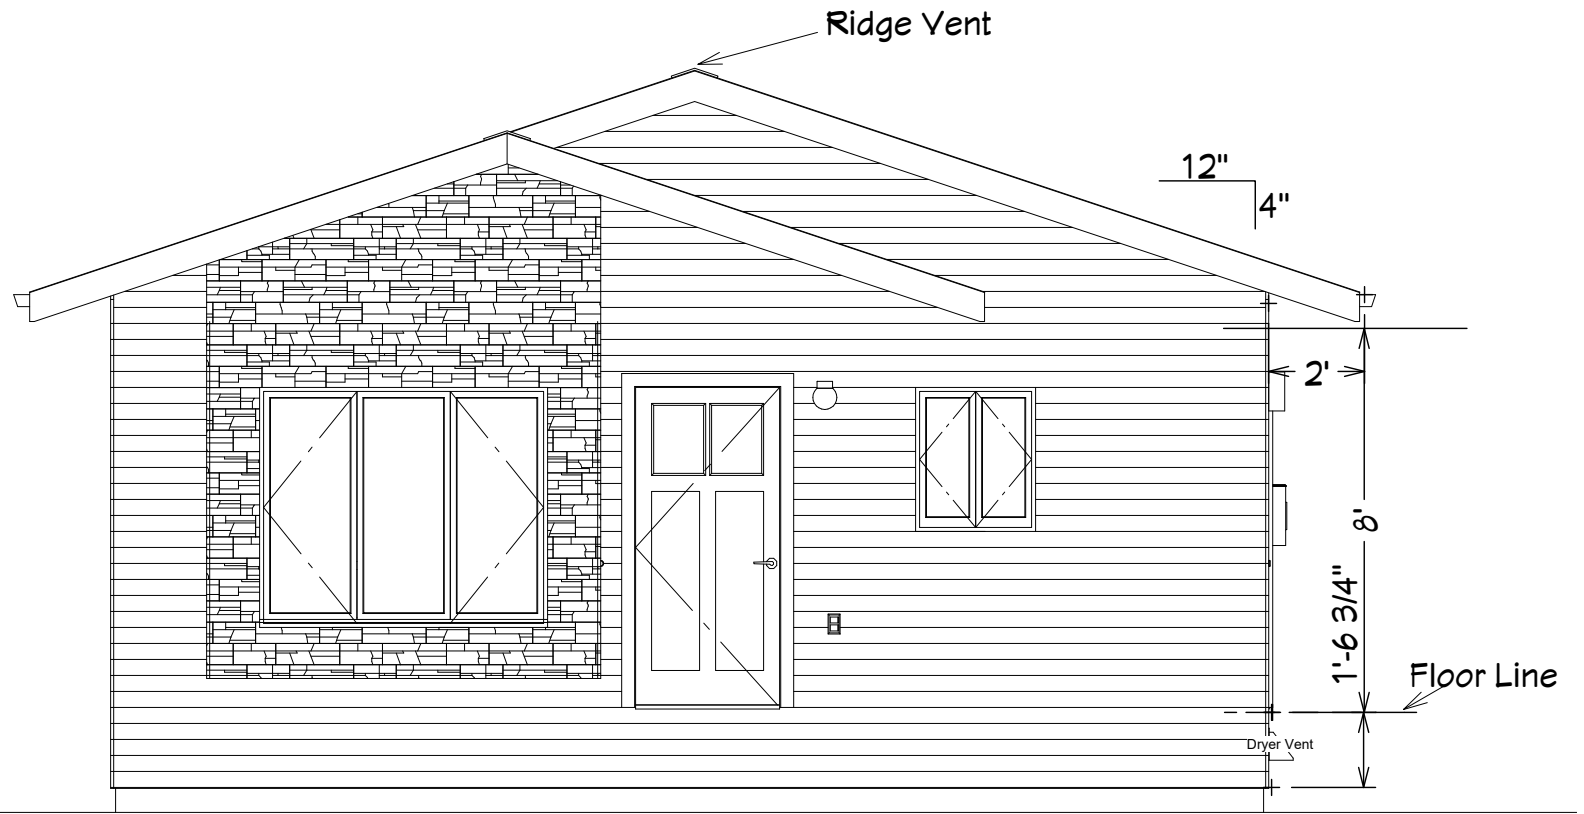 Ridge Vent
12"
4"
2'
8'
1'-6 3/4"
Floor Line
Dryer Vent